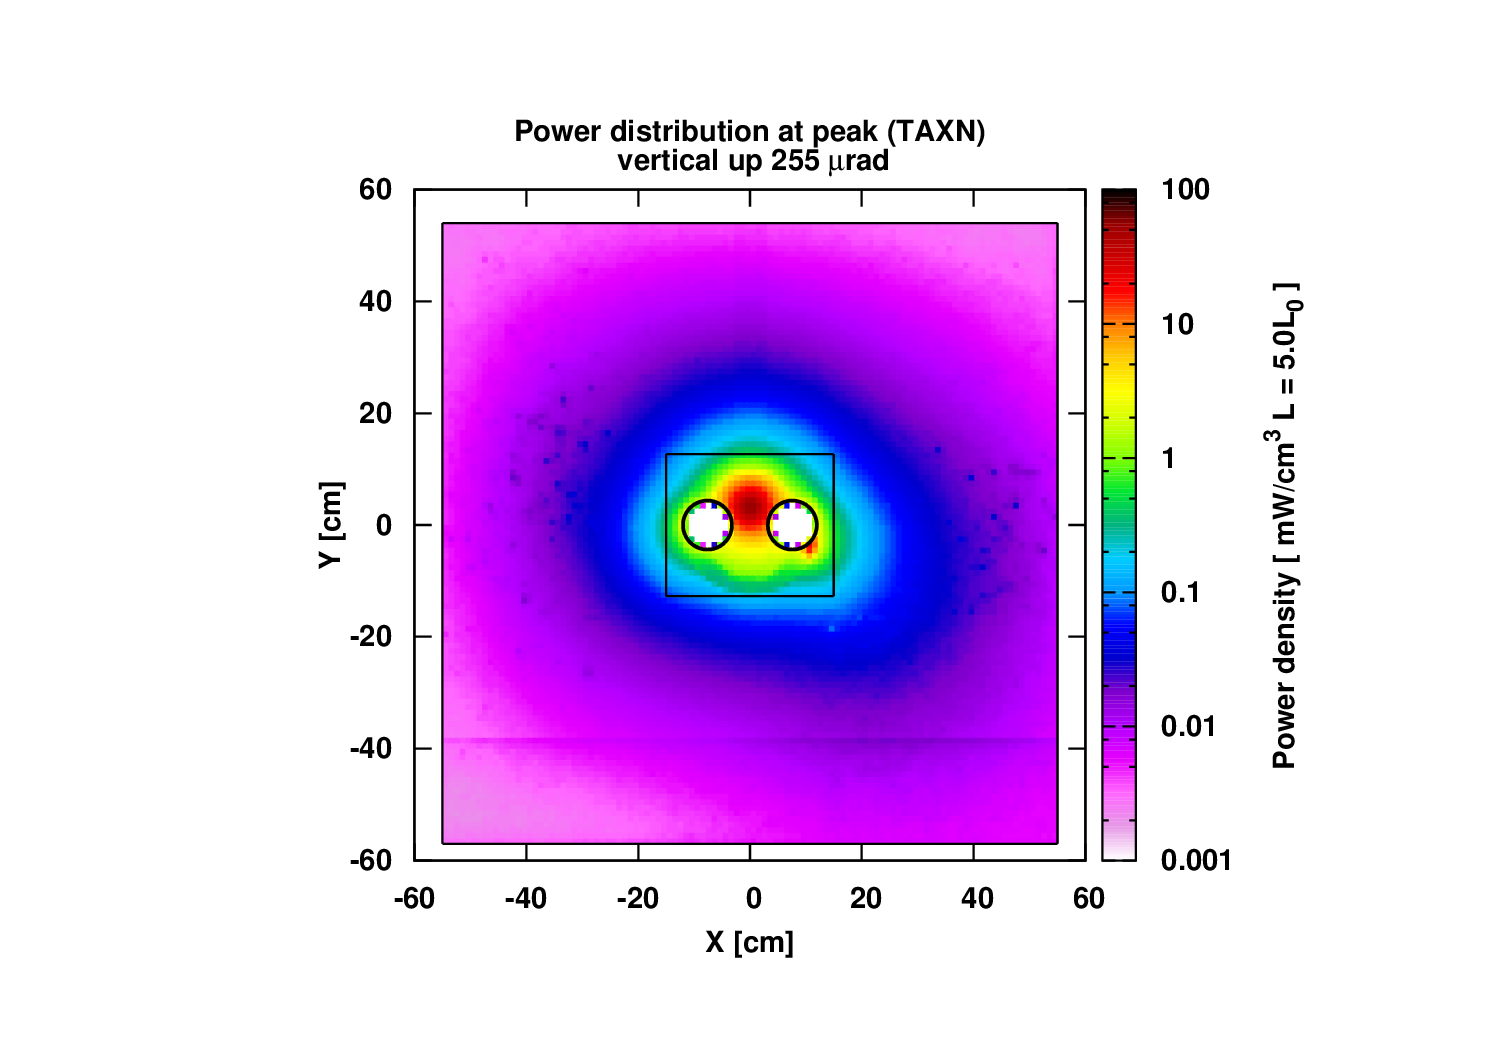 Power distribution at peak (TAXN)
vertical up 255 μrad
60
40
20
0
-20
-40
-60
Y [cm]
-60 -40 -20 0 20 40 60
X [cm]
100
10
1
0.1
0.01
0.001
Power density [ mW/cm³ L = 5.0L₀ ]